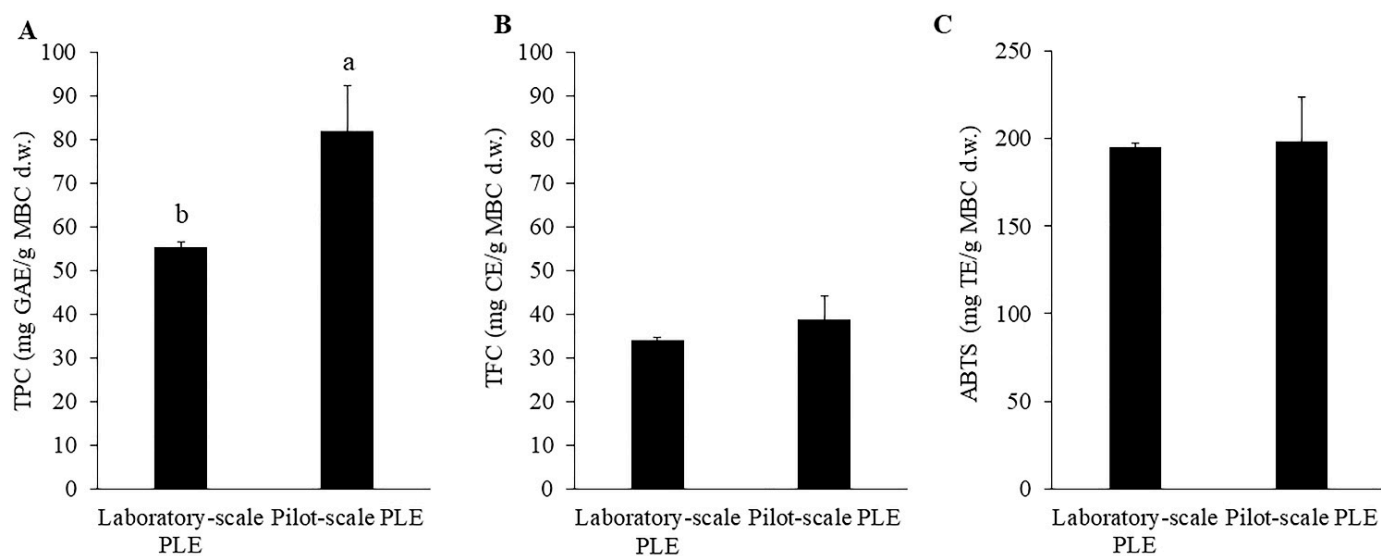 A
TPC (mg GAE/g MBC d.w.)
100
90
80
70
60
50
40
30
20
10
0
b
a
Laboratory-scale Pilot-scale PLE
PLE
B
TFC (mg CE/g MBC d.w.)
100
90
80
70
60
50
40
30
20
10
0
Laboratory-scale Pilot-scale PLE
PLE
C
ABTS (mg TE/g MBC d.w.)
250
200
150
100
50
0
Laboratory-scale Pilot-scale PLE
PLE